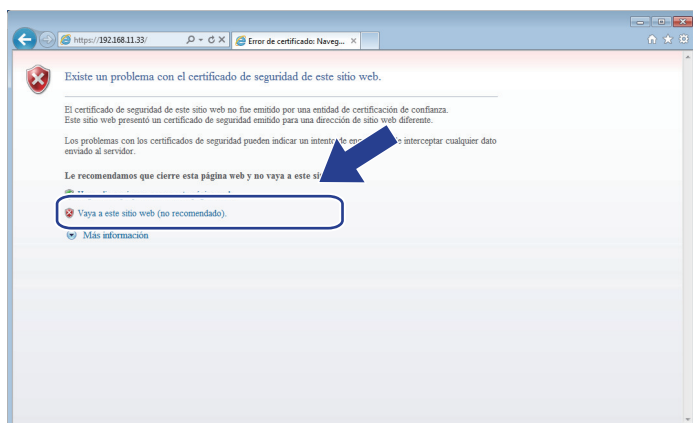 https://192.168.11.33/
Error de certificado: Naveg...
Existe un problema con el certificado de seguridad de este sitio web.
El certificado de seguridad de este sitio web no fue emitido por una entidad de certificación de confianza.
Este sitio web presentó un certificado de seguridad emitido para una dirección de sitio web diferente.
Los problemas con los certificados de seguridad pueden indicar un intento de interceptar cualquier dato
enviado al servidor.
Le recomendamos que cierre esta página web y no vaya a este
Vaya a este sitio web (no recomendado).
Más información